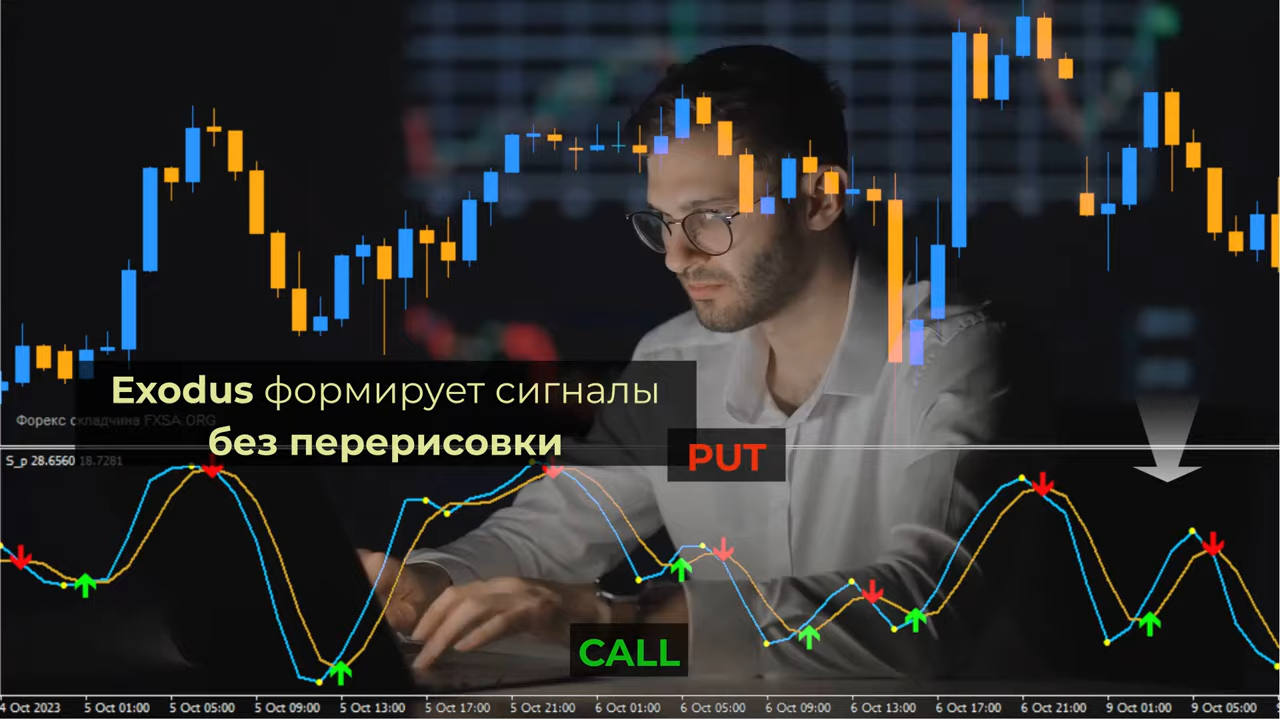 Exodus формирует сигналы
без перерисовки
Форекс складчина FXSA.ORG
S_p 28.6560 18.7281
PUT
CALL
4 Oct 2023
5 Oct 01:00
5 Oct 05:00
5 Oct 09:00
5 Oct 13:00
5 Oct 17:00
5 Oct 21:00
6 Oct 01:00
6 Oct 05:00
6 Oct 09:00
6 Oct 13:00
6 Oct 17:00
6 Oct 21:00
9 Oct 01:00
9 Oct 05:00